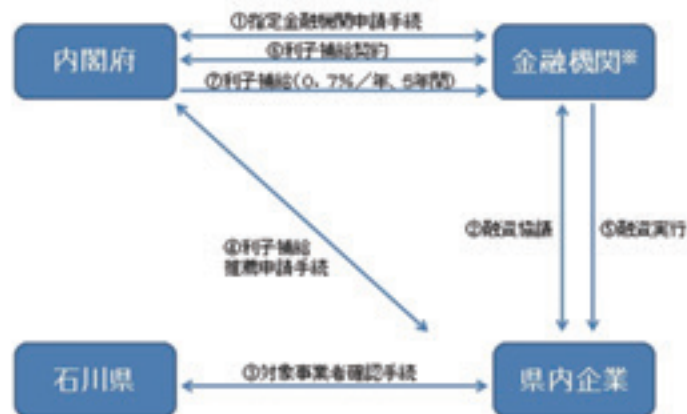 ①指定金融機関申請手続
内閣府
⑥利子補給契約
金融機関※
⑦利子補給(0.7%/年、5年間)
②融資協議
⑤融資実行
④利子補給
推薦申請手続
石川県
③対象事業者確認手続
県内企業